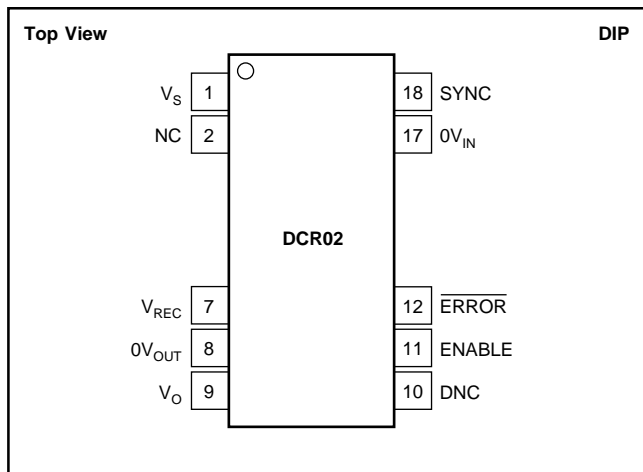 Top View DIP
V_S 1 18 SYNC
NC 2 17 0V_IN
DCR02
V_REC 7 12 ERROR
0V_OUT 8 11 ENABLE
V_O 9 10 DNC